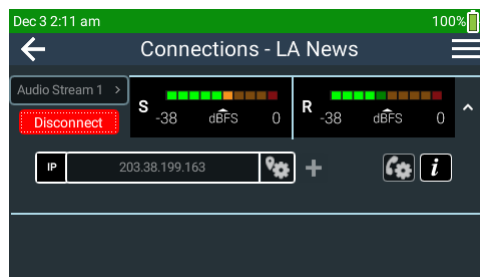 Dec 3 2:11 am 100%
Connections - LA News
Audio Stream 1 >
Disconnect
S -38 dBFS 0
R -38 dBFS 0
IP 203.38.199.163
i